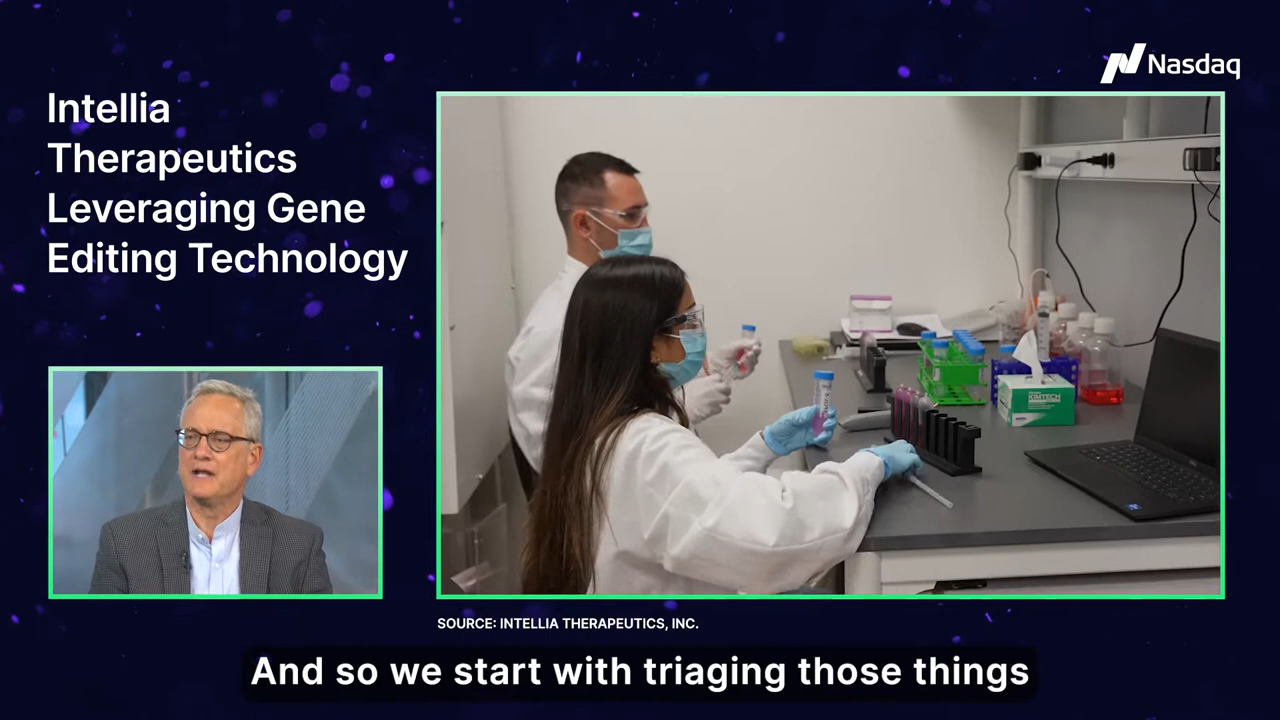 Nasdaq
Intellia
Therapeutics
Leveraging Gene
Editing Technology
KIMTECH
SOURCE: INTELLIA THERAPEUTICS, INC.
And so we start with triaging those things